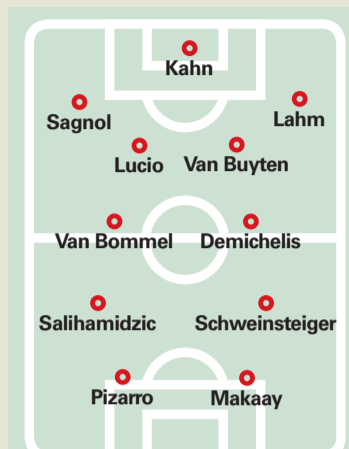 Kahn
Sagnol
Lahm
Lucio
Van Buyten
Van Bommel
Demichelis
Salihamidzic
Schweinsteiger
Pizarro
Makaay